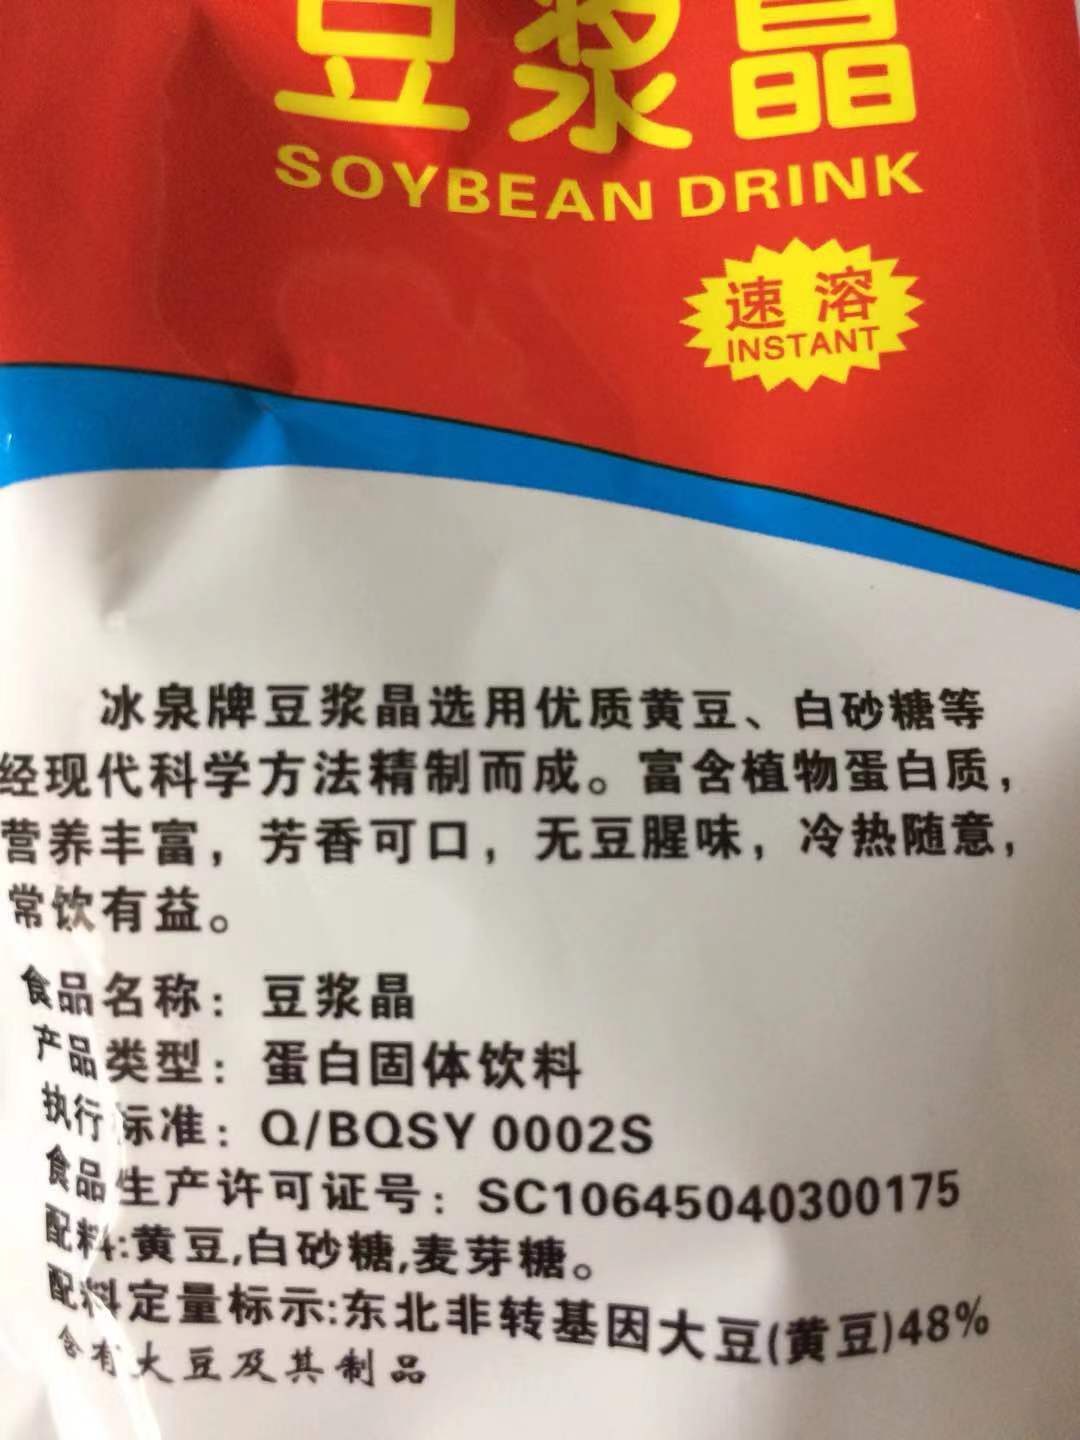 豆浆晶
SOYBEAN DRINK
速溶
INSTANT
冰泉牌豆浆晶选用优质黄豆、白砂糖等
经现代科学方法精制而成。富含植物蛋白质，
营养丰富，芳香可口，无豆腥味，冷热随意，
常饮有益。
食品名称：豆浆晶
产品类型：蛋白固体饮料
执行标准：Q/BQSY 0002S
食品生产许可证号：SC10645040300175
配料:黄豆,白砂糖,麦芽糖。
配料定量标示:东北非转基因大豆(黄豆)48%
含有大豆及其制品